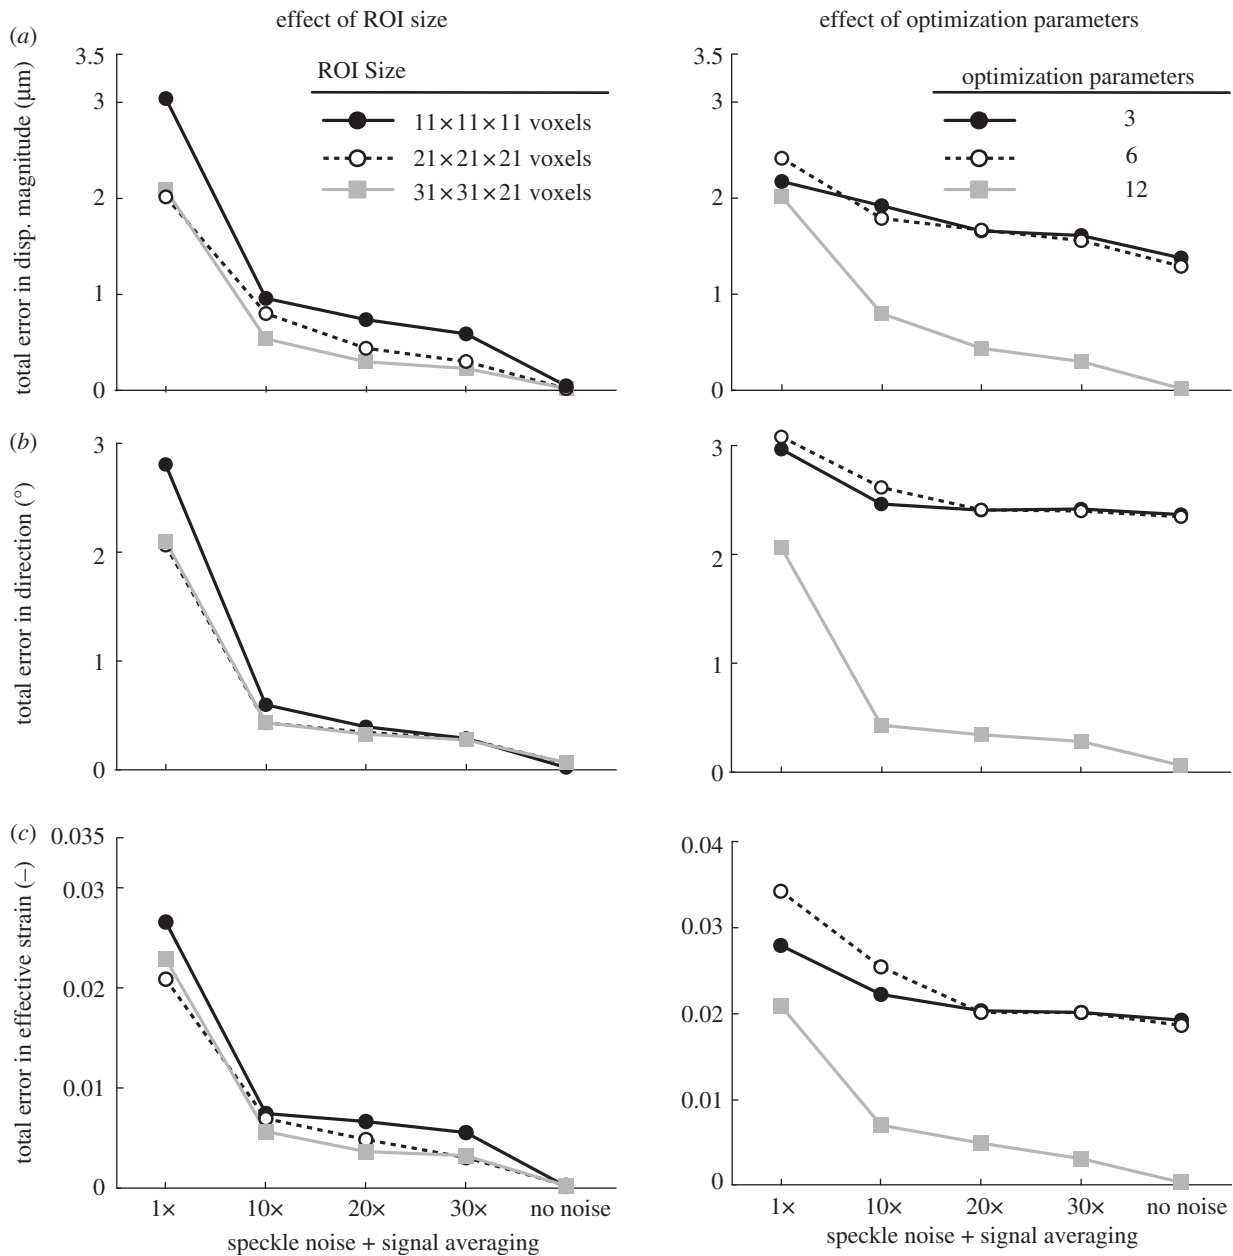 effect of ROI size
effect of optimization parameters
(a)
total error in disp. magnitude (μm)
3.5
3
2
1
0
ROI Size
11×11×11 voxels
21×21×21 voxels
31×31×21 voxels
3.5
3
2
1
0
optimization parameters
3
6
12
(b)
total error in direction (°)
3
2
1
0
3
2
1
0
(c)
total error in effective strain (–)
0.035
0.03
0.02
0.01
0
1× 10× 20× 30× no noise
speckle noise + signal averaging
0.04
0.03
0.02
0.01
0
1× 10× 20× 30× no noise
speckle noise + signal averaging